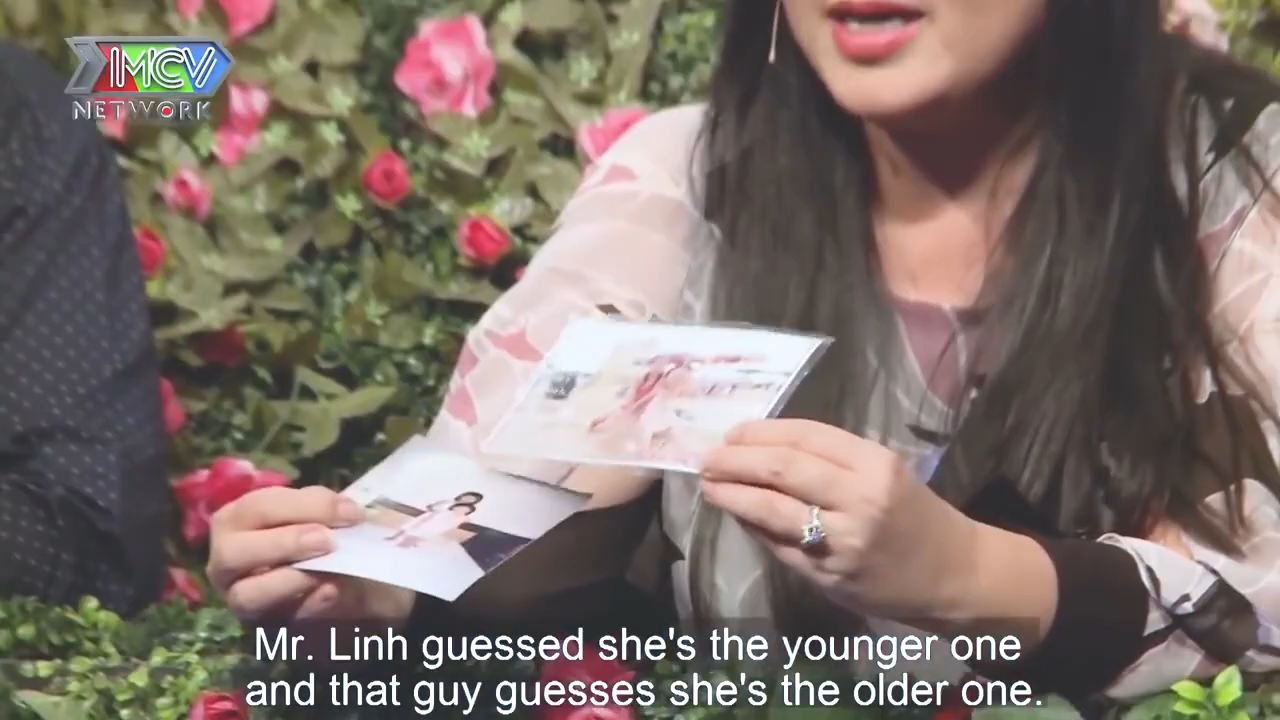 MCV
NETWORK
Mr. Linh guessed she's the younger one
and that guy guesses she's the older one.